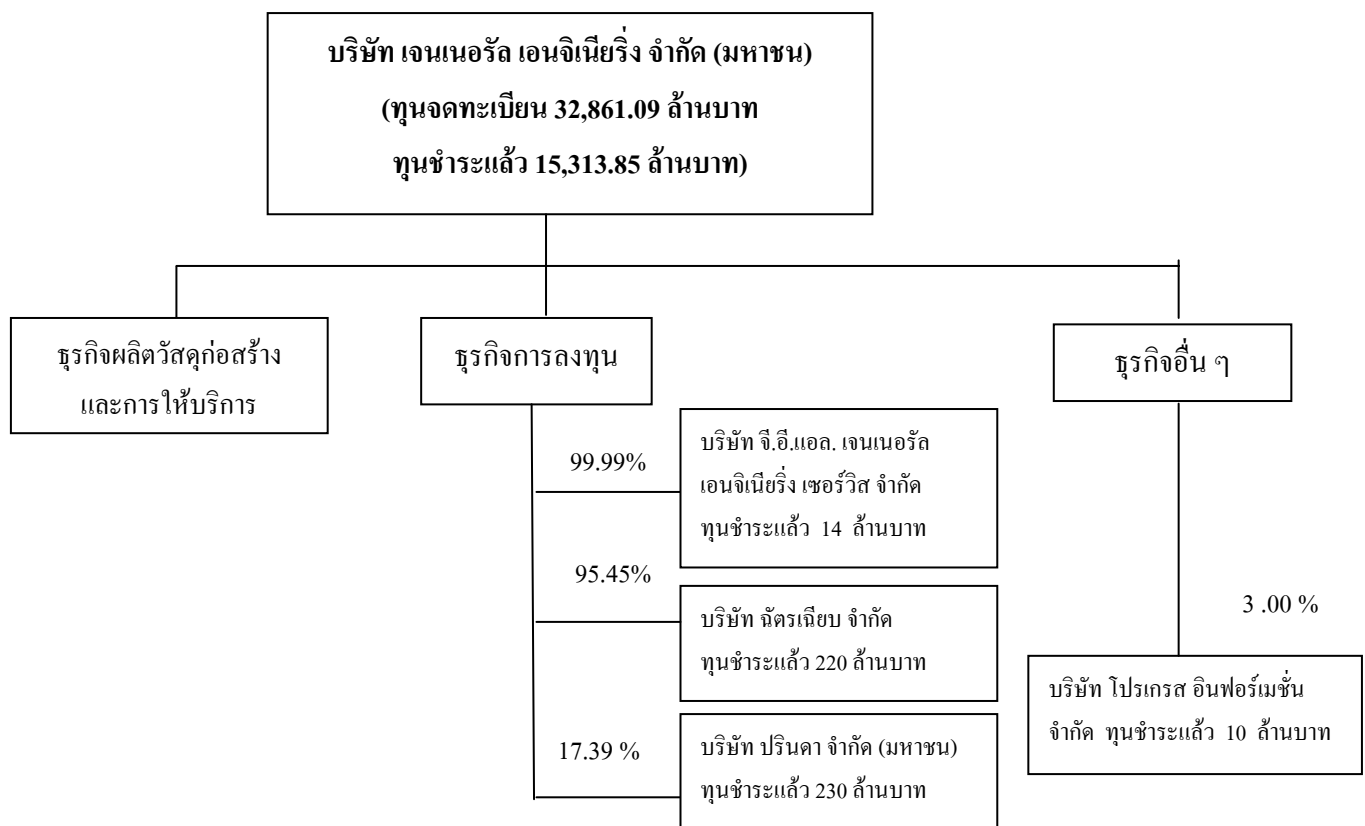 บริษัท เจนเนอรัล เอนจิเนียริ่ง จำกัด (มหาชน)
(ทุนจดทะเบียน 32,861.09 ล้านบาท
ทุนชำระแล้ว 15,313.85 ล้านบาท)
ธุรกิจผลิตวัสดุก่อสร้าง
และการให้บริการ
ธุรกิจการลงทุน
ธุรกิจอื่น ๆ
99.99%
บริษัท จี.อี.แอล. เจนเนอรัล
เอนจิเนียริ่ง เซอร์วิส จำกัด
ทุนชำระแล้ว 14 ล้านบาท
95.45%
บริษัท ฉัตรเฉียบ จำกัด
ทุนชำระแล้ว 220 ล้านบาท
17.39 %
บริษัท ปรินดา จำกัด (มหาชน)
ทุนชำระแล้ว 230 ล้านบาท
3 .00 %
บริษัท โปรเกรส อินฟอร์เมชั่น
จำกัด ทุนชำระแล้ว 10 ล้านบาท